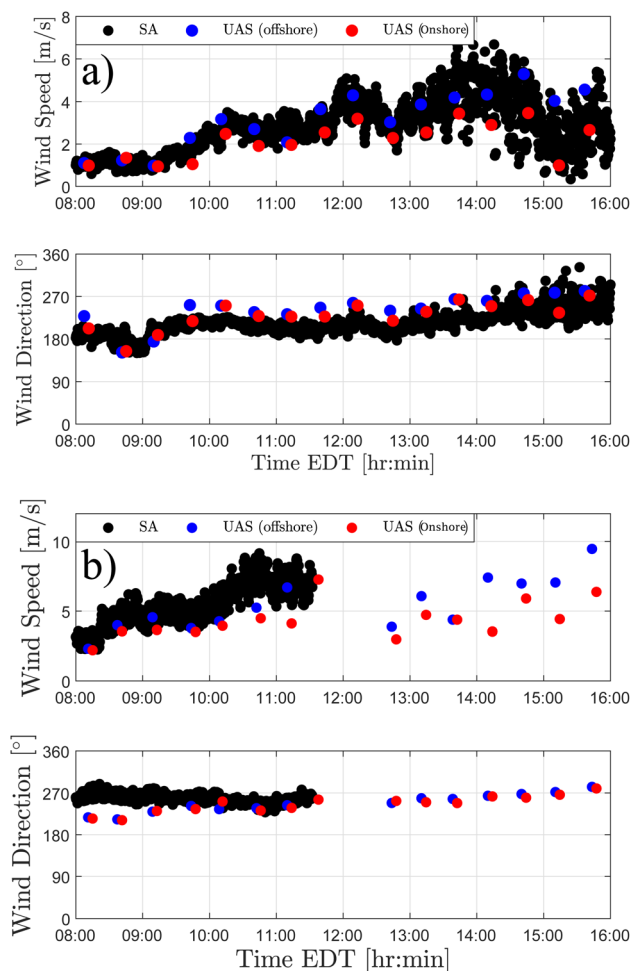 SA UAS (offshore) UAS (Onshore)
a)
Wind Speed [m/s]
8
6
4
2
0
08:00 09:00 10:00 11:00 12:00 13:00 14:00 15:00 16:00
Wind Direction [°]
360
270
180
90
0
08:00 09:00 10:00 11:00 12:00 13:00 14:00 15:00 16:00
Time EDT [hr:min]
SA UAS (offshore) UAS (Onshore)
b)
Wind Speed [m/s]
10
5
0
08:00 09:00 10:00 11:00 12:00 13:00 14:00 15:00 16:00
Wind Direction [°]
360
270
180
90
0
08:00 09:00 10:00 11:00 12:00 13:00 14:00 15:00 16:00
Time EDT [hr:min]